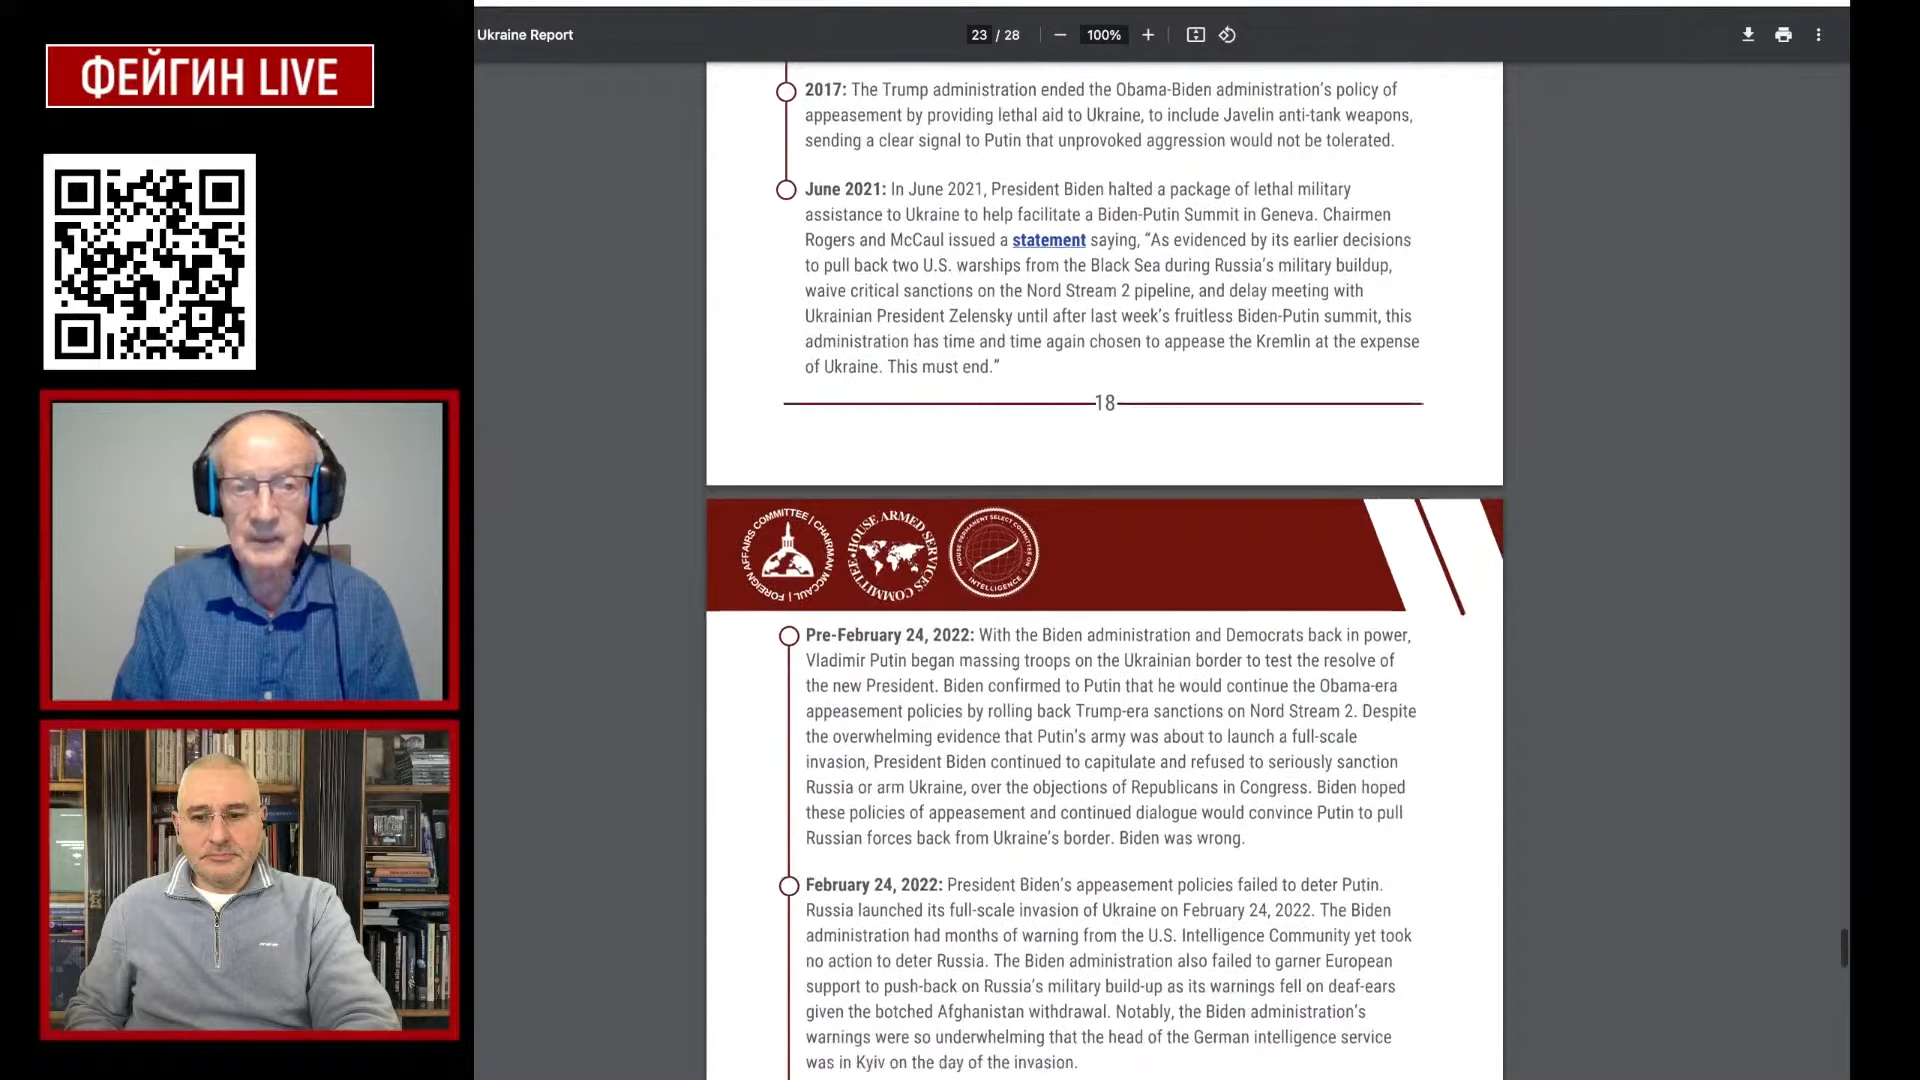 ФЕЙГИН LIVE
Ukraine Report
23 / 28
100%
2017: The Trump administration ended the Obama-Biden administration's policy of
appeasement by providing lethal aid to Ukraine, to include Javelin anti-tank weapons,
sending a clear signal to Putin that unprovoked aggression would not be tolerated.
June 2021: In June 2021, President Biden halted a package of lethal military
assistance to Ukraine to help facilitate a Biden-Putin Summit in Geneva. Chairmen
Rogers and McCaul issued a statement saying, “As evidenced by its earlier decisions
to pull back two U.S. warships from the Black Sea during Russia's military buildup,
waive critical sanctions on the Nord Stream 2 pipeline, and delay meeting with
Ukrainian President Zelensky until after last week's fruitless Biden-Putin summit, this
administration has time and time again chosen to appease the Kremlin at the expense
of Ukraine. This must end.”
18
FOREIGN AFFAIRS COMMITTEE | CHAIRMAN MCCAUL |
HOUSE ARMED SERVICES COMMITTEE
HOUSE PERMANENT SELECT COMMITTEE ON INTELLIGENCE
Pre-February 24, 2022: With the Biden administration and Democrats back in power,
Vladimir Putin began massing troops on the Ukrainian border to test the resolve of
the new President. Biden confirmed to Putin that he would continue the Obama-era
appeasement policies by rolling back Trump-era sanctions on Nord Stream 2. Despite
the overwhelming evidence that Putin's army was about to launch a full-scale
invasion, President Biden continued to capitulate and refused to seriously sanction
Russia or arm Ukraine, over the objections of Republicans in Congress. Biden hoped
these policies of appeasement and continued dialogue would convince Putin to pull
Russian forces back from Ukraine's border. Biden was wrong.
February 24, 2022: President Biden's appeasement policies failed to deter Putin.
Russia launched its full-scale invasion of Ukraine on February 24, 2022. The Biden
administration had months of warning from the U.S. Intelligence Community yet took
no action to deter Russia. The Biden administration also failed to garner European
support to push-back on Russia's military build-up as its warnings fell on deaf-ears
given the botched Afghanistan withdrawal. Notably, the Biden administration's
warnings were so underwhelming that the head of the German intelligence service
was in Kyiv on the day of the invasion.